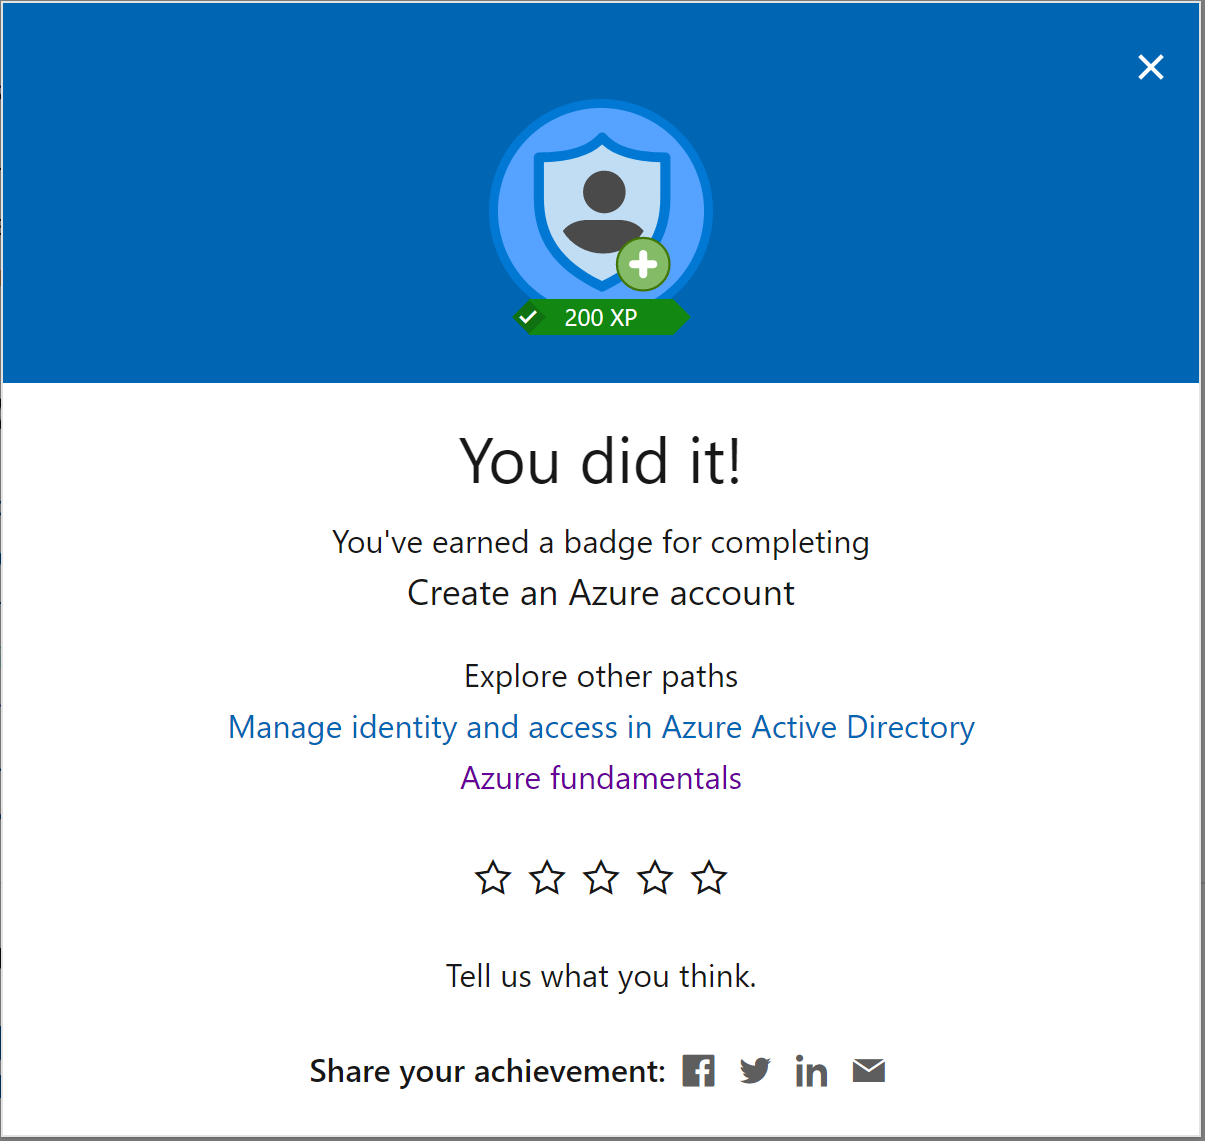 200 XP
You did it!
You've earned a badge for completing
Create an Azure account
Explore other paths
Manage identity and access in Azure Active Directory
Azure fundamentals
Tell us what you think.
Share your achievement: